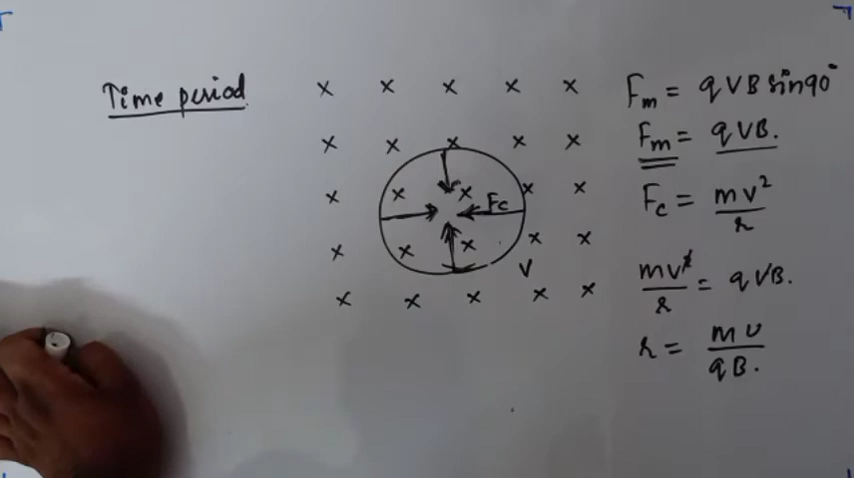 Time period
x x x x x
x x x x x
x x x x x
Fc
x x x x x
V
x x x x x
Fm = qVB sin90°
Fm = qVB.
Fc = mv²/r
mv²/r = qVB.
r = mv/qB.